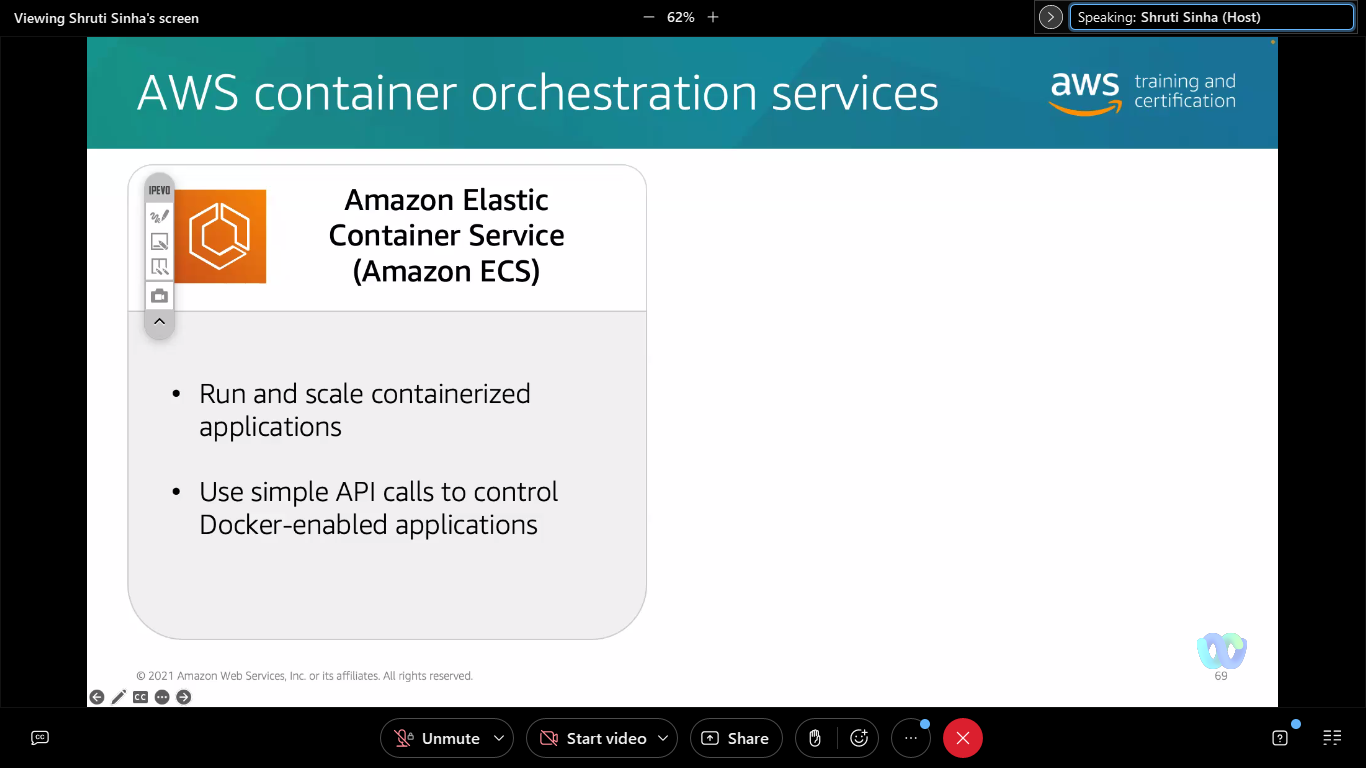 Viewing Shruti Sinha's screen
62%
Speaking: Shruti Sinha (Host)
AWS container orchestration services
aws training and certification
IPEVO
Amazon Elastic
Container Service
(Amazon ECS)
• Run and scale containerized
applications
• Use simple API calls to control
Docker-enabled applications
© 2021 Amazon Web Services, Inc. or its affiliates. All rights reserved.
69
CC
CC
Unmute
Start video
Share